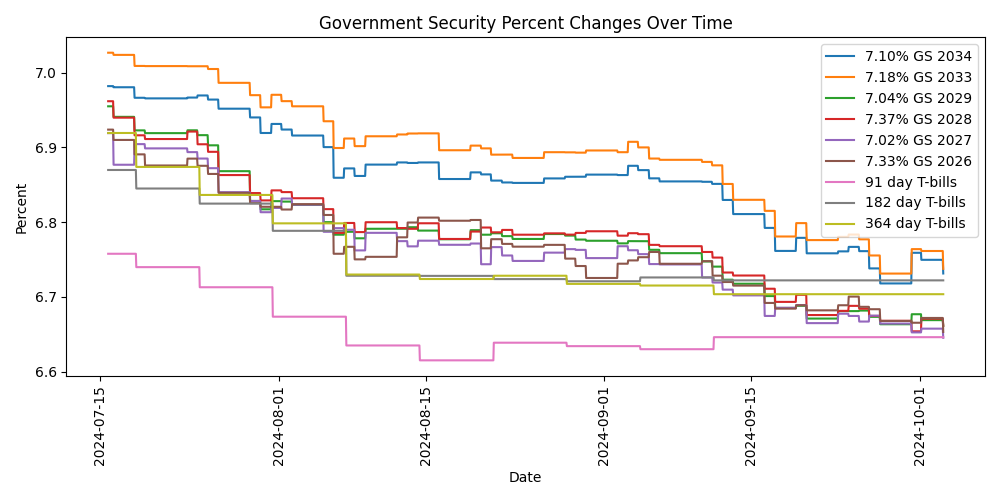 Government Security Percent Changes Over Time
Percent
7.0
6.9
6.8
6.7
6.6
7.10% GS 2034
7.18% GS 2033
7.04% GS 2029
7.37% GS 2028
7.02% GS 2027
7.33% GS 2026
91 day T-bills
182 day T-bills
364 day T-bills
2024-07-15
2024-08-01
2024-08-15
2024-09-01
2024-09-15
2024-10-01
Date